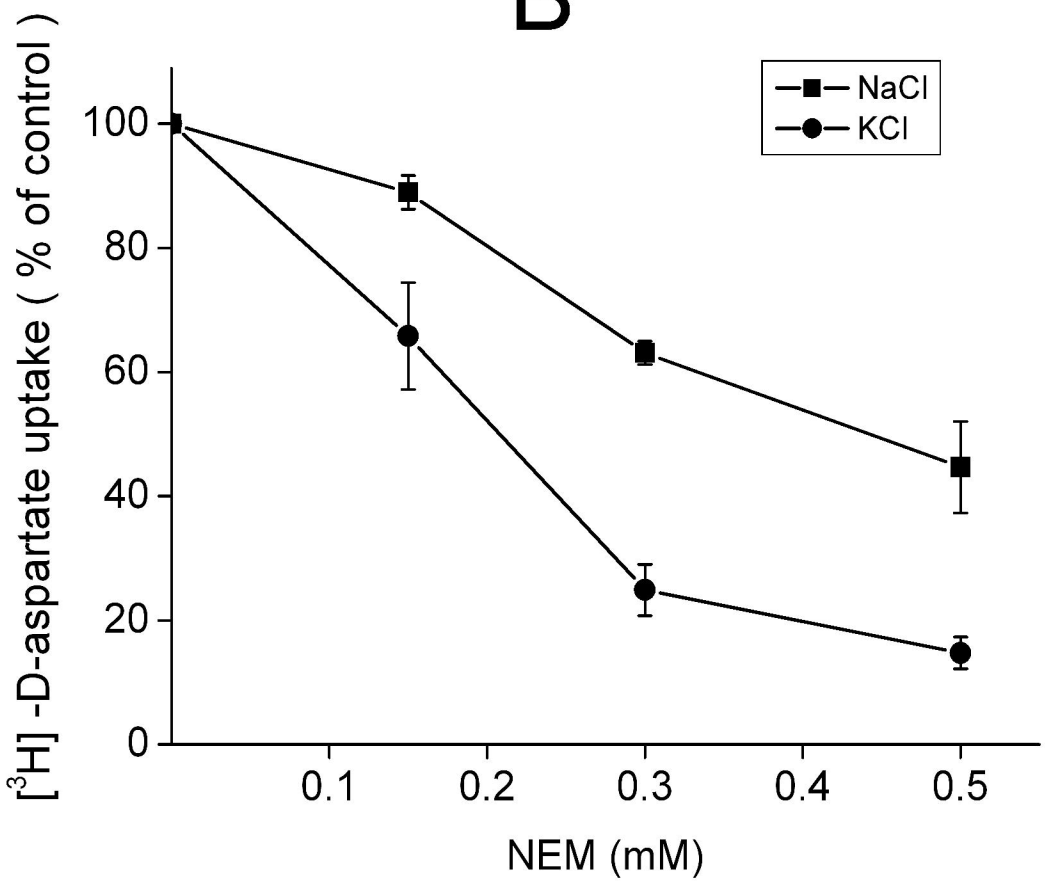 B
[³H] -D-aspartate uptake ( % of control )
NaCl
KCl
100
80
60
40
20
0
0.1 0.2 0.3 0.4 0.5
NEM (mM)